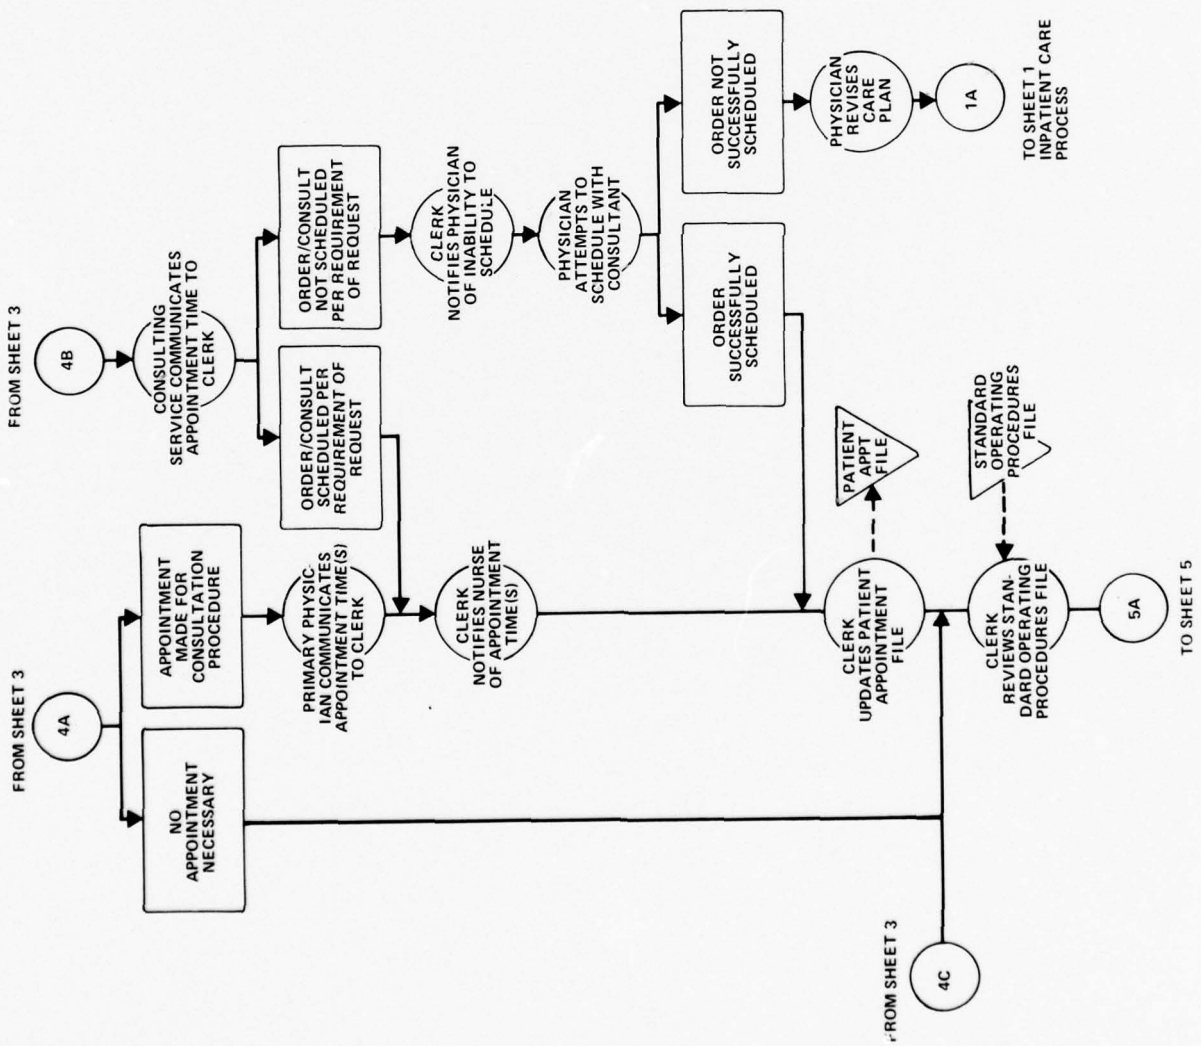 FROM SHEET 3
4A
FROM SHEET 3
4B
NO
APPOINTMENT
NECESSARY
APPOINTMENT
MADE FOR
CONSULTATION
PROCEDURE
CONSULTING
SERVICE COMMUNICATES
APPOINTMENT TIME TO
CLERK
PRIMARY PHYSIC-
IAN COMMUNICATES
APPOINTMENT TIME(S)
TO CLERK
ORDER/CONSULT
SCHEDULED PER
REQUIREMENT OF
REQUEST
ORDER/CONSULT
NOT SCHEDULED
PER REQUIREMENT
OF REQUEST
CLERK
NOTIFIES NURSE
OF APPOINTMENT
TIME(S)
CLERK
NOTIFIES PHYSICIAN
OF INABILITY TO
SCHEDULE
PHYSICIAN
ATTEMPTS TO
SCHEDULE WITH
CONSULTANT
ORDER
SUCCESSFULLY
SCHEDULED
ORDER NOT
SUCCESSFULLY
SCHEDULED
CLERK
UPDATES PATIENT
APPOINTMENT
FILE
PATIENT
APPT
FILE
PHYSICIAN
REVISES
CARE
PLAN
FROM SHEET 3
4C
CLERK
REVIEWS STAN-
DARD OPERATING
PROCEDURES FILE
STANDARD
OPERATING
PROCEDURES
FILE
1A
TO SHEET 1
INPATIENT CARE
PROCESS
5A
TO SHEET 5